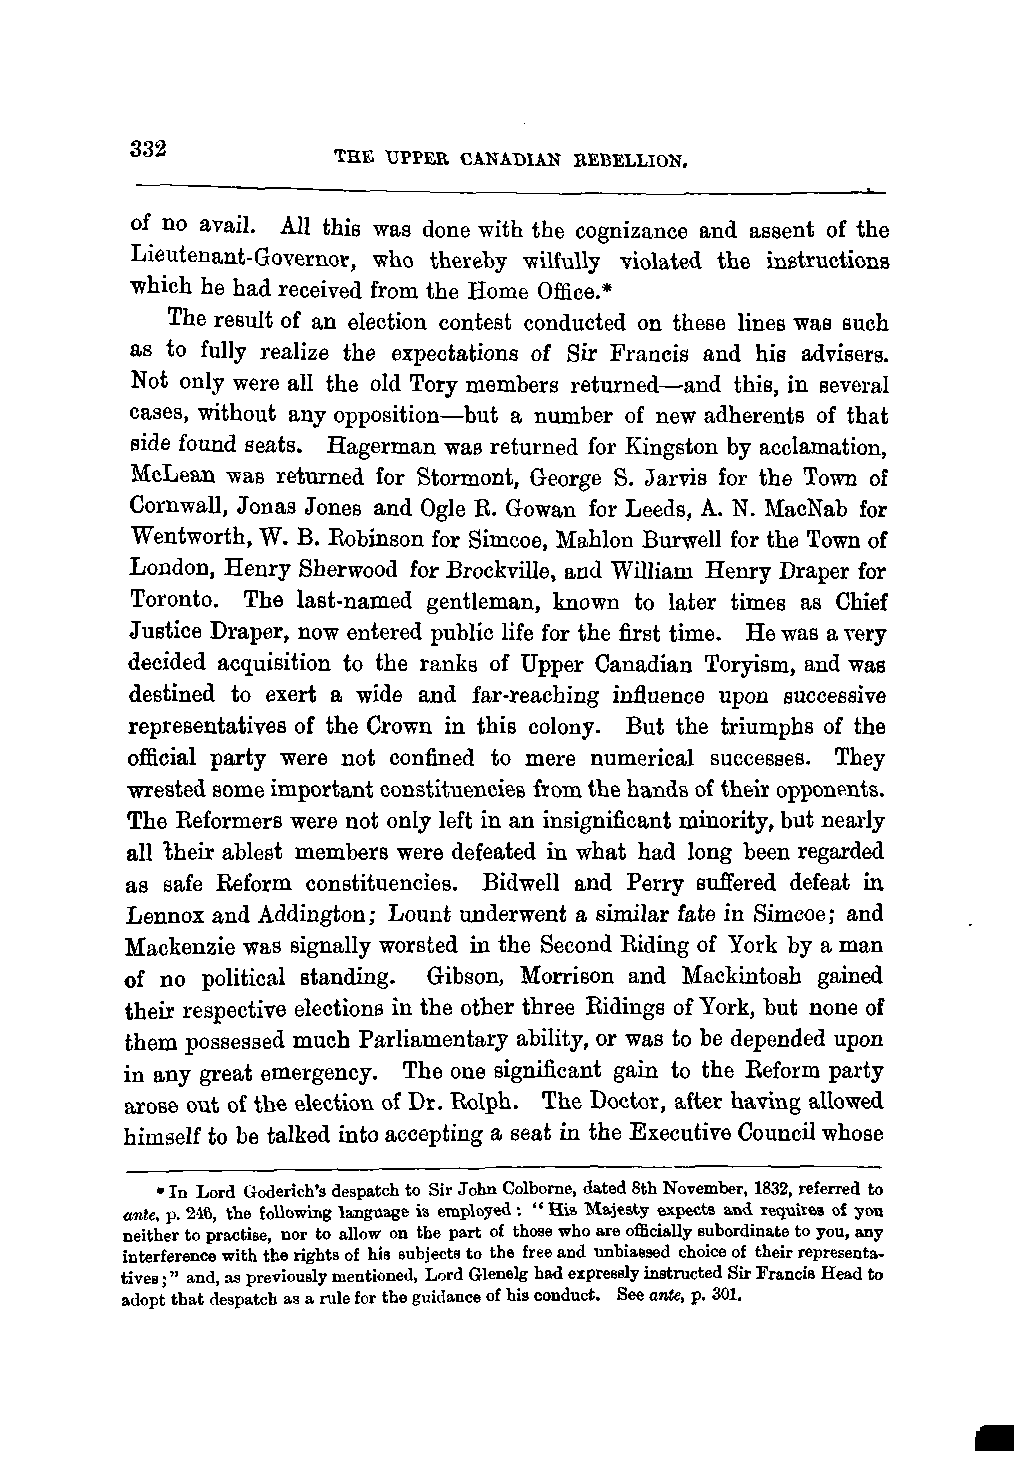 332
THE UPPER CANADIAN REBELLION.
of no avail. All this was done with the cognizance and assent of the
Lieutenant-Governor, who thereby wilfully violated the instructions
which he had received from the Home Office.*
The result of an election contest conducted on these lines was such
as to fully realize the expectations of Sir Francis and his advisers.
Not only were all the old Tory members returned—and this, in several
cases, without any opposition—but a number of new adherents of that
side found seats. Hagerman was returned for Kingston by acclamation,
McLean was returned for Stormont, George S. Jarvis for the Town of
Cornwall, Jonas Jones and Ogle R. Gowan for Leeds, A. N. MacNab for
Wentworth, W. B. Robinson for Simcoe, Mahlon Burwell for the Town of
London, Henry Sherwood for Brockville, and William Henry Draper for
Toronto. The last-named gentleman, known to later times as Chief
Justice Draper, now entered public life for the first time. He was a very
decided acquisition to the ranks of Upper Canadian Toryism, and was
destined to exert a wide and far-reaching influence upon successive
representatives of the Crown in this colony. But the triumphs of the
official party were not confined to mere numerical successes. They
wrested some important constituencies from the hands of their opponents.
The Reformers were not only left in an insignificant minority, but nearly
all their ablest members were defeated in what had long been regarded
as safe Reform constituencies. Bidwell and Perry suffered defeat in
Lennox and Addington; Lount underwent a similar fate in Simcoe; and
Mackenzie was signally worsted in the Second Riding of York by a man
of no political standing. Gibson, Morrison and Mackintosh gained
their respective elections in the other three Ridings of York, but none of
them possessed much Parliamentary ability, or was to be depended upon
in any great emergency. The one significant gain to the Reform party
arose out of the election of Dr. Rolph. The Doctor, after having allowed
himself to be talked into accepting a seat in the Executive Council whose
* In Lord Goderich's despatch to Sir John Colborne, dated 8th November, 1832, referred to
ante, p. 246, the following language is employed: "His Majesty expects and requires of you
neither to practise, nor to allow on the part of those who are officially subordinate to you, any
interference with the rights of his subjects to the free and unbiassed choice of their representa-
tives;" and, as previously mentioned, Lord Glenelg had expressly instructed Sir Francis Head to
adopt that despatch as a rule for the guidance of his conduct. See ante, p. 301.